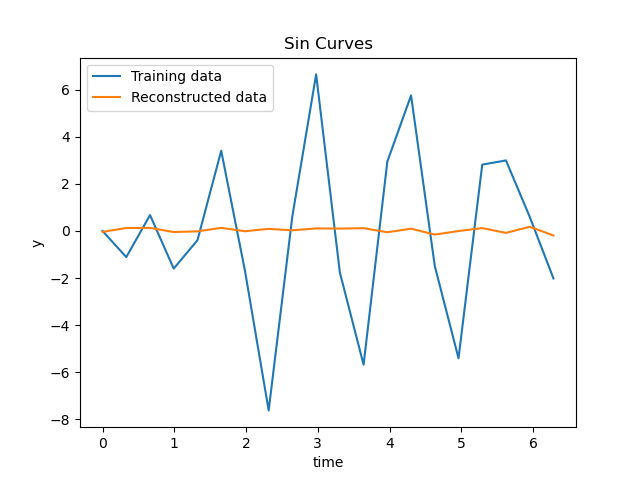 Sin Curves
Training data
Reconstructed data
y
6
4
2
0
−2
−4
−6
−8
0 1 2 3 4 5 6
time